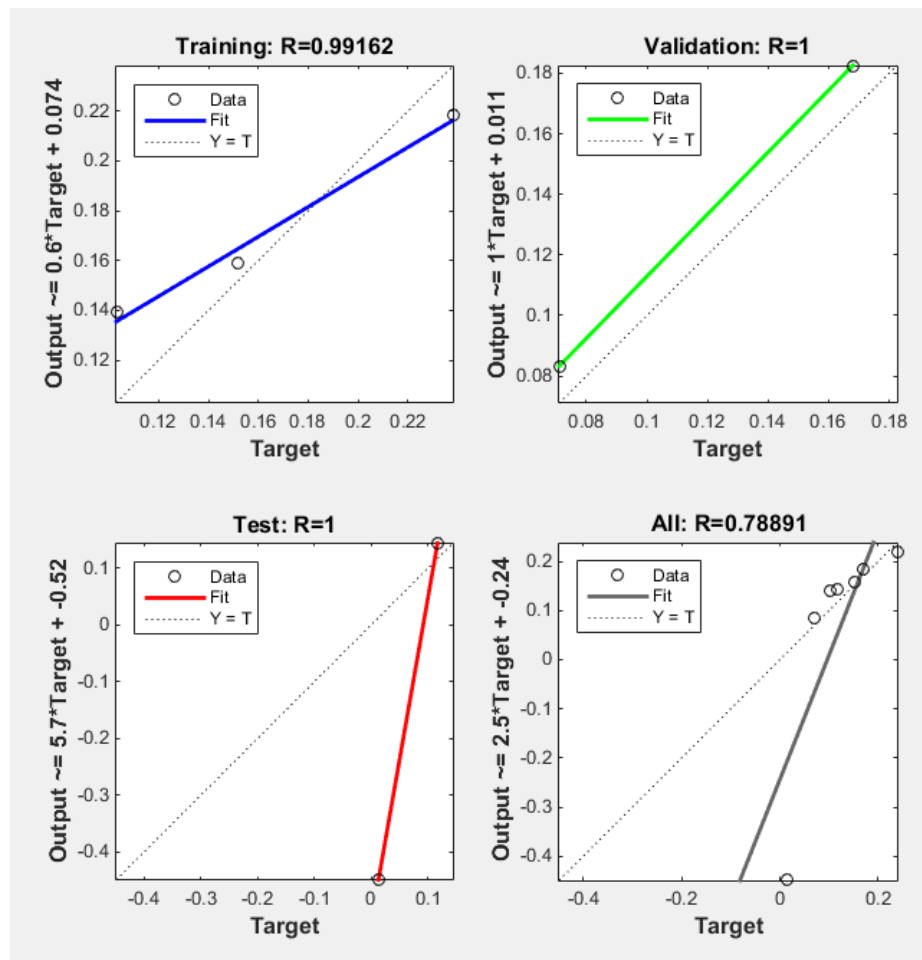 Training: R=0.99162
Output ~= 0.6*Target + 0.074
Data
Fit
Y = T
0.22
0.2
0.18
0.16
0.14
0.12
0.12 0.14 0.16 0.18 0.2 0.22
Target
Validation: R=1
Output ~= 1*Target + 0.011
Data
Fit
Y = T
0.18
0.16
0.14
0.12
0.1
0.08
0.08 0.1 0.12 0.14 0.16 0.18
Target
Test: R=1
Output ~= 5.7*Target + -0.52
Data
Fit
Y = T
0.1
0
-0.1
-0.2
-0.3
-0.4
-0.4 -0.3 -0.2 -0.1 0 0.1
Target
All: R=0.78891
Output ~= 2.5*Target + -0.24
Data
Fit
Y = T
0.2
0.1
0
-0.1
-0.2
-0.3
-0.4
-0.4 -0.2 0 0.2
Target